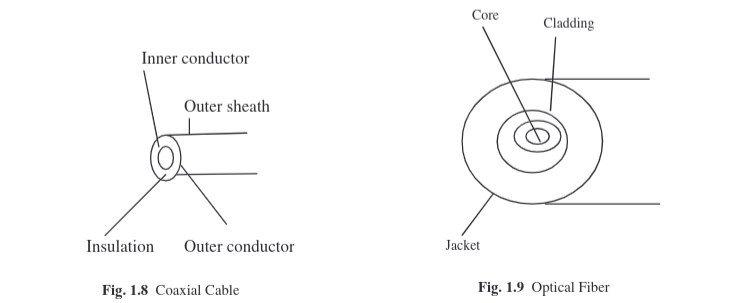 Inner conductor
Outer sheath
Insulation
Outer conductor
Fig. 1.8 Coaxial Cable
Core
Cladding
Jacket
Fig. 1.9 Optical Fiber